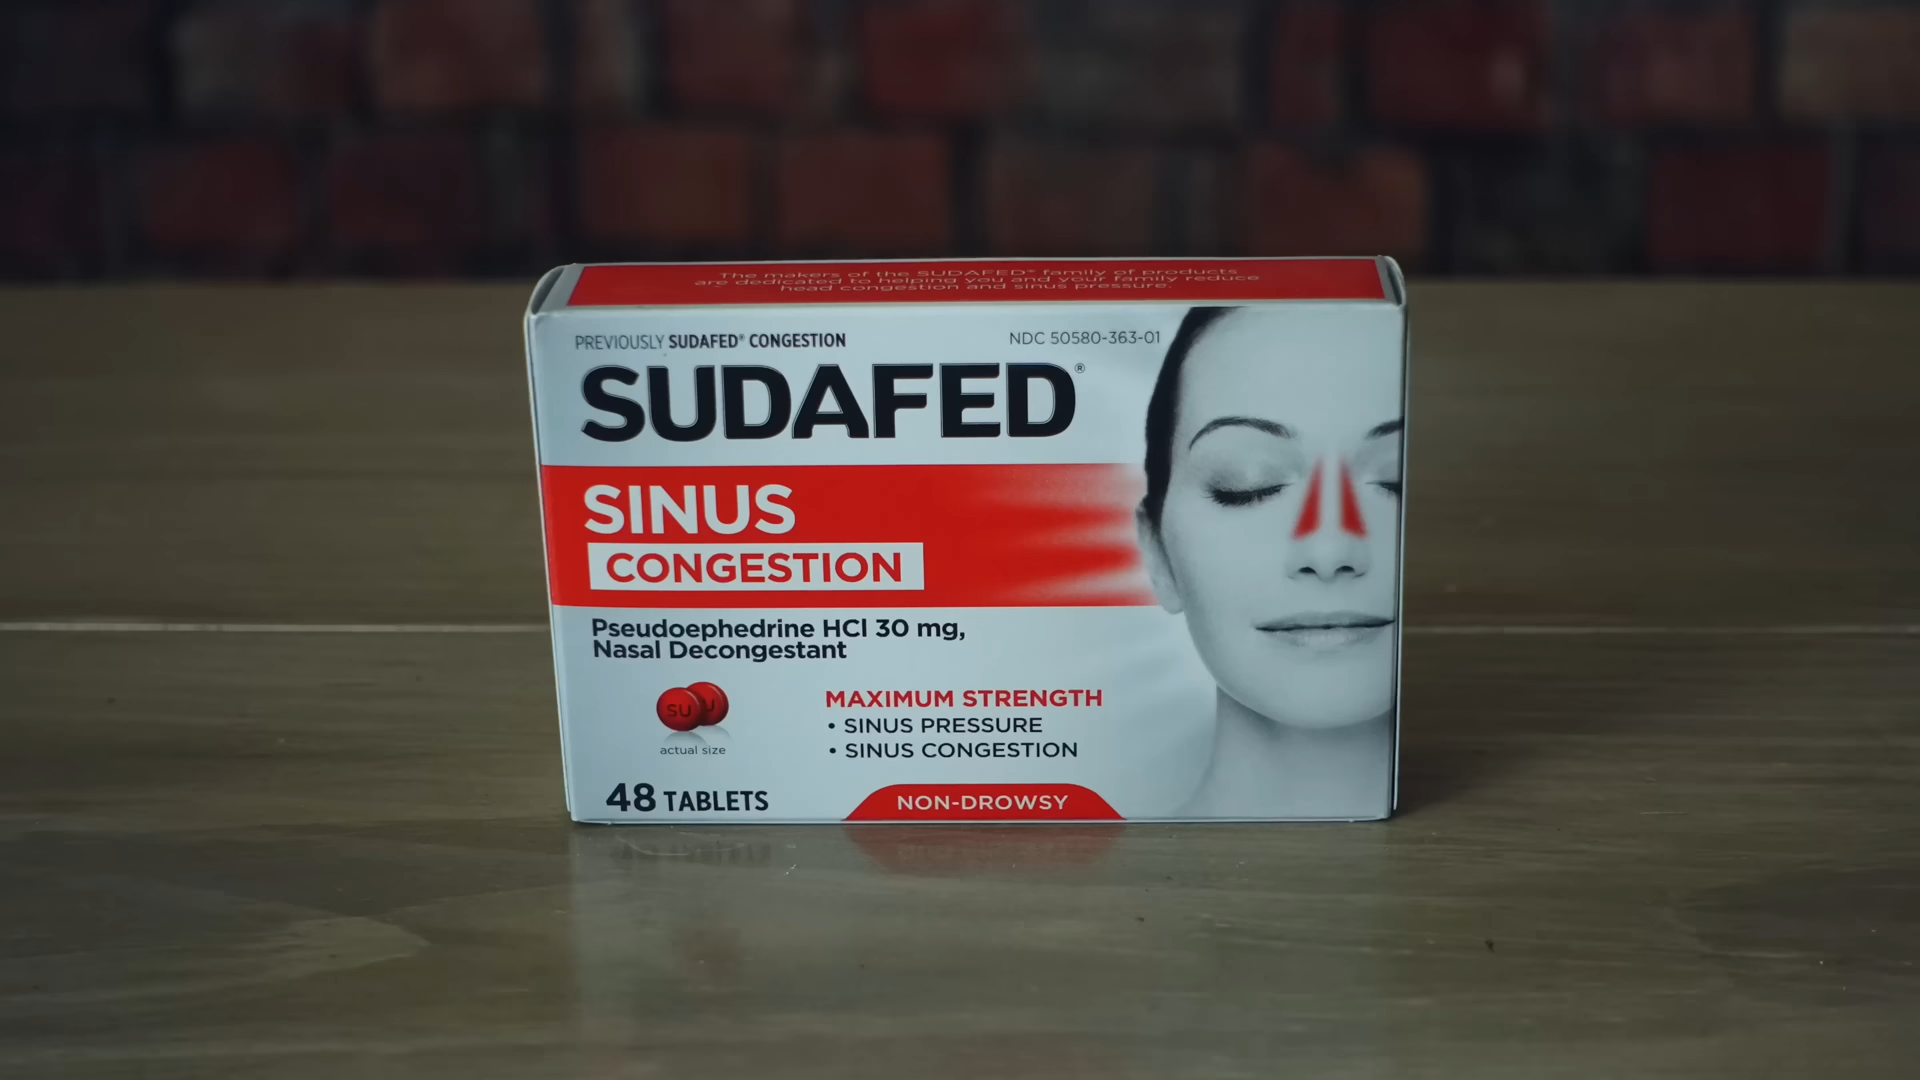 The makers of the SUDAFED® family of products
are dedicated to helping you and your family reduce
head congestion and sinus pressure.
PREVIOUSLY SUDAFED® CONGESTION
NDC 50580-363-01
SUDAFED®
SINUS
CONGESTION
Pseudoephedrine HCl 30 mg,
Nasal Decongestant
SU
U
actual size
MAXIMUM STRENGTH
• SINUS PRESSURE
• SINUS CONGESTION
48 TABLETS
NON-DROWSY